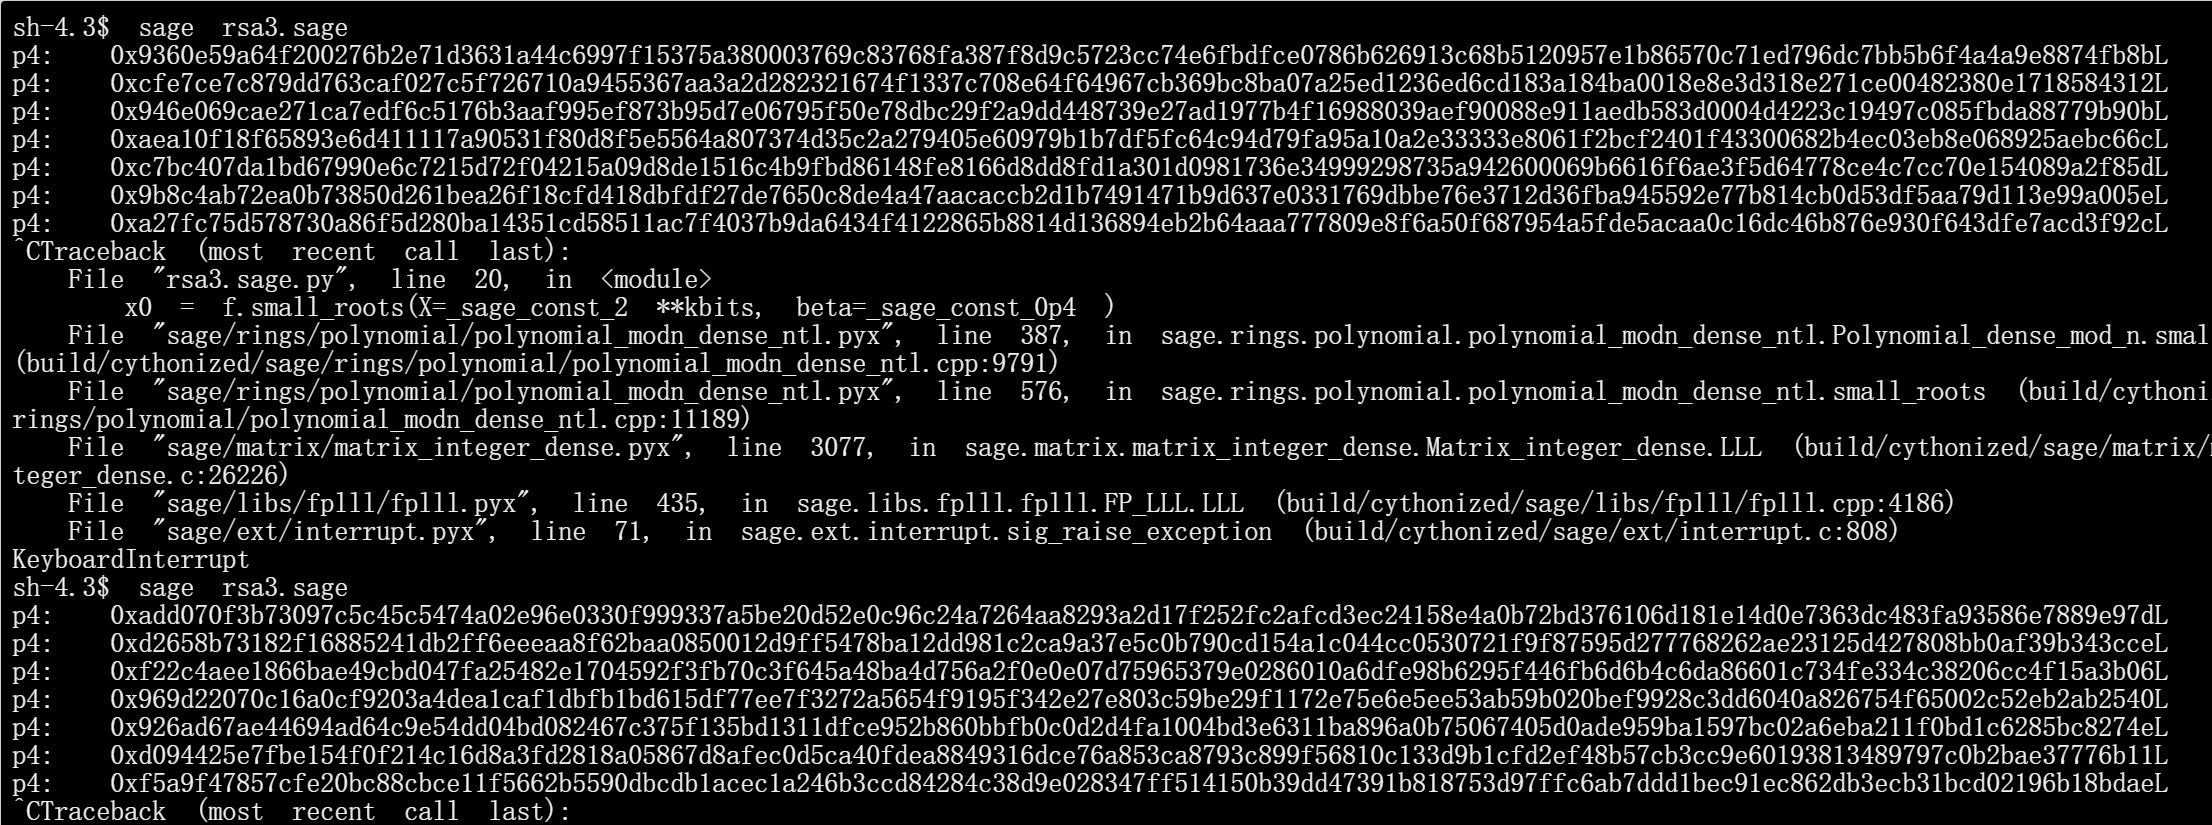 sh-4.3$ sage rsa3.sage
p4: 0x9360e59a64f200276b2e71d3631a44c6997f15375a380003769c83768fa387f8d9c5723cc74e6fbdfce0786b626913c68b5120957e1b86570c71ed796dc7bb5b6f4a4a9e8874fb8bL
p4: 0xcfe7ce7c879dd763caf027c5f726710a9455367aa3a2d282321674f1337c708e64f64967cb369bc8ba07a25ed1236ed6cd183a184ba0018e8e3d318e271ce00482380e1718584312L
p4: 0x946e069cae271ca7edf6c5176b3aaf995ef873b95d7e06795f50e78dbc29f2a9dd448739e27ad1977b4f16988039aef90088e911aedb583d0004d4223c19497c085fbda88779b90bL
p4: 0xaea10f18f65893e6d411117a90531f80d8f5e5564a807374d35c2a279405e60979b1b7df5fc64c94d79fa95a10a2e33333e8061f2bcf2401f43300682b4ec03eb8e068925aebc66cL
p4: 0xc7bc407da1bd67990e6c7215d72f04215a09d8de1516c4b9fbd86148fe8166d8dd8fd1a301d0981736e34999298735a942600069b6616f6ae3f5d64778ce4c7cc70e154089a2f85dL
p4: 0x9b8c4ab72ea0b73850d261bea26f18cfd418dbfdf27de7650c8de4a47aacaccb2d1b7491471b9d637e0331769dbbe76e3712d36fba945592e77b814cb0d53df5aa79d113e99a005eL
p4: 0xa27fc75d578730a86f5d280ba14351cd58511ac7f4037b9da6434f4122865b8814d136894eb2b64aaa777809e8f6a50f687954a5fde5acaa0c16dc46b876e930f643dfe7acd3f92cL
^CTraceback (most recent call last):
File "rsa3.sage.py", line 20, in <module>
x0 = f.small_roots(X=_sage_const_2 **kbits, beta=_sage_const_0p4 )
File "sage/rings/polynomial/polynomial_modn_dense_ntl.pyx", line 387, in sage.rings.polynomial.polynomial_modn_dense_ntl.Polynomial_dense_mod_n.smal
(build/cythonized/sage/rings/polynomial/polynomial_modn_dense_ntl.cpp:9791)
File "sage/rings/polynomial/polynomial_modn_dense_ntl.pyx", line 576, in sage.rings.polynomial.polynomial_modn_dense_ntl.small_roots (build/cythoni
rings/polynomial/polynomial_modn_dense_ntl.cpp:11189)
File "sage/matrix/matrix_integer_dense.pyx", line 3077, in sage.matrix.matrix_integer_dense.Matrix_integer_dense.LLL (build/cythonized/sage/matrix/
teger_dense.c:26226)
File "sage/libs/fplll/fplll.pyx", line 435, in sage.libs.fplll.fplll.FP_LLL.LLL (build/cythonized/sage/libs/fplll/fplll.cpp:4186)
File "sage/ext/interrupt.pyx", line 71, in sage.ext.interrupt.sig_raise_exception (build/cythonized/sage/ext/interrupt.c:808)
KeyboardInterrupt
sh-4.3$ sage rsa3.sage
p4: 0xadd070f3b73097c5c45c5474a02e96e0330f999337a5be20d52e0c96c24a7264aa8293a2d17f252fc2afcd3ec24158e4a0b72bd376106d181e14d0e7363dc483fa93586e7889e97dL
p4: 0xd2658b73182f16885241db2ff6eeeaa8f62baa0850012d9ff5478ba12dd981c2ca9a37e5c0b790cd154a1c044cc0530721f9f87595d277768262ae23125d427808bb0af39b343cceL
p4: 0xf22c4aee1866bae49cbd047fa25482e1704592f3fb70c3f645a48ba4d756a2f0e0e07d75965379e0286010a6dfe98b6295f446fb6d6b4c6da86601c734fe334c38206cc4f15a3b06L
p4: 0x969d22070c16a0cf9203a4dea1caf1dbfb1bd615df77ee7f3272a5654f9195f342e27e803c59be29f1172e75e6e5ee53ab59b020bef9928c3dd6040a826754f65002c52eb2ab2540L
p4: 0x926ad67ae44694ad64c9e54dd04bd082467c375f135bd1311dfce952b860bbfb0c0d2d4fa1004bd3e6311ba896a0b75067405d0ade959ba1597bc02a6eba211f0bd1c6285bc8274eL
p4: 0xd094425e7fbe154f0f214c16d8a3fd2818a05867d8afec0d5ca40fdea8849316dce76a853ca8793c899f56810c133d9b1cfd2ef48b57cb3cc9e60193813489797c0b2bae37776b11L
p4: 0xf5a9f47857cfe20bc88cbce11f5662b5590dbcdb1acec1a246b3ccd84284c38d9e028347ff514150b39dd47391b818753d97ffc6ab7ddd1bec91ec862db3ecb31bcd02196b18bdaeL
^CTraceback (most recent call last):